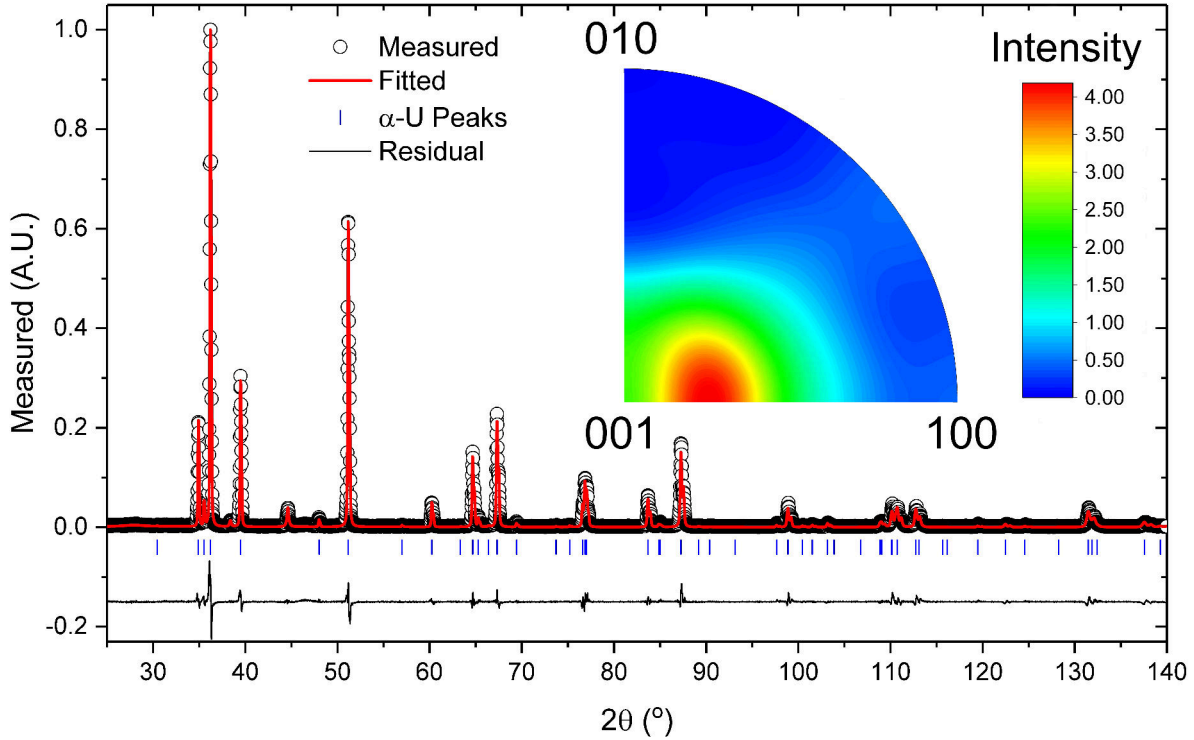 Measured (A.U.)
1.0
0.8
0.6
0.4
0.2
0.0
-0.2
Measured
Fitted
α-U Peaks
Residual
010
001
100
Intensity
4.00
3.50
3.00
2.50
2.00
1.50
1.00
0.50
0.00
30 40 50 60 70 80 90 100 110 120 130 140
2θ (º)